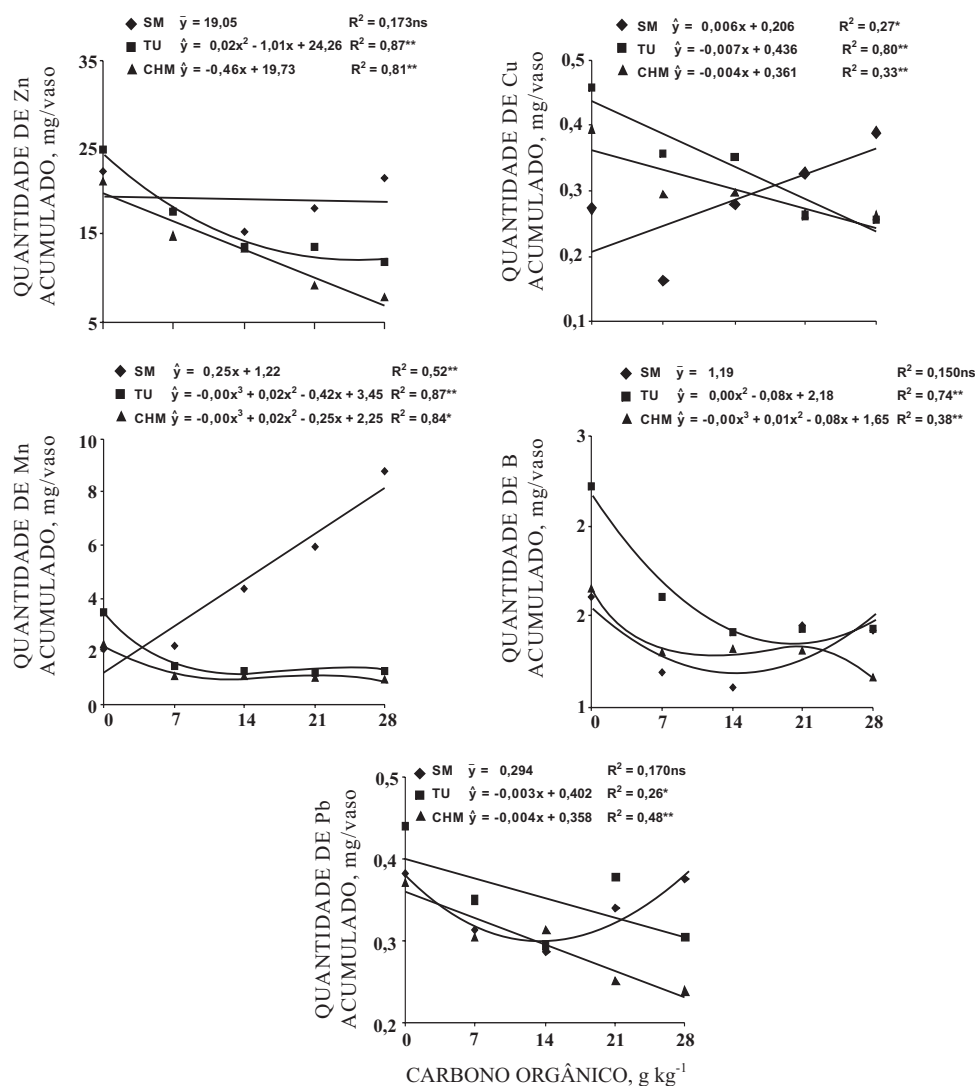 SM ȳ = 19,05 R² = 0,173ns
TU ŷ = 0,02x² - 1,01x + 24,26 R² = 0,87**
CHM ŷ = -0,46x + 19,73 R² = 0,81**
QUANTIDADE DE Zn
ACUMULADO, mg/vaso
35
25
15
5
SM ŷ = 0,006x + 0,206 R² = 0,27*
TU ŷ = -0,007x + 0,436 R² = 0,80**
CHM ŷ = -0,004x + 0,361 R² = 0,33**
QUANTIDADE DE Cu
ACUMULADO, mg/vaso
0,5
0,4
0,3
0,2
0,1
SM ŷ = 0,25x + 1,22 R² = 0,52**
TU ŷ = -0,00x³ + 0,02x² - 0,42x + 3,45 R² = 0,87**
CHM ŷ = -0,00x³ + 0,02x² - 0,25x + 2,25 R² = 0,84*
QUANTIDADE DE Mn
ACUMULADO, mg/vaso
10
8
6
4
2
0
0 7 14 21 28
SM ȳ = 1,19 R² = 0,150ns
TU ŷ = 0,00x² - 0,08x + 2,18 R² = 0,74**
CHM ŷ = -0,00x³ + 0,01x² - 0,08x + 1,65 R² = 0,38**
QUANTIDADE DE B
ACUMULADO, mg/vaso
3
2
2
1
0 7 14 21 28
SM ȳ = 0,294 R² = 0,170ns
TU ŷ = -0,003x + 0,402 R² = 0,26*
CHM ŷ = -0,004x + 0,358 R² = 0,48**
QUANTIDADE DE Pb
ACUMULADO, mg/vaso
0,5
0,4
0,3
0,2
0 7 14 21 28
CARBONO ORGÂNICO, g kg⁻¹